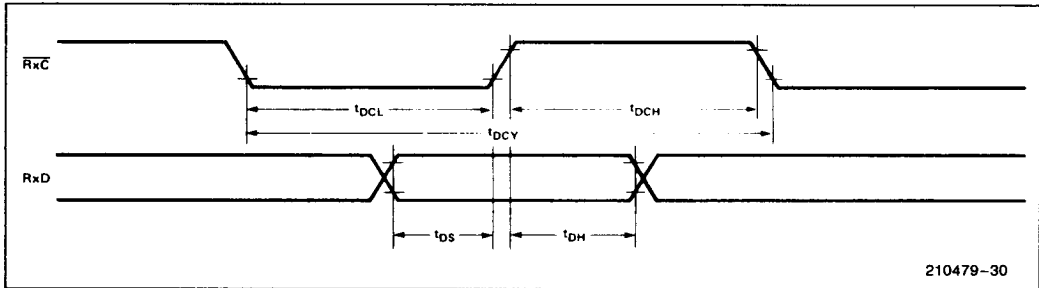 RxC
tDCL
tDCH
tDCY
RxD
tDS
tDH
210479-30